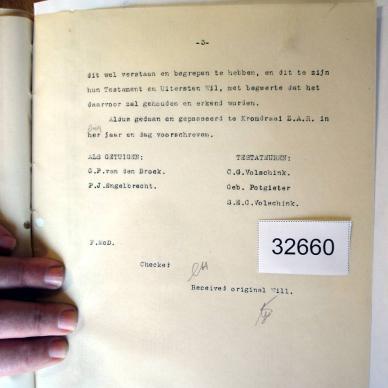 -3-
dit wel verstaan en begrepen te hebben, en dit te zijn
hun Testament en Uitersten Wil, met begeerte dat het
daarvoor zal gehouden en erkend worden.
Aldus gedaan en gepasseerd te Krondraai Z.A.R. in
her jaar en dag voorschreven.
ALS GETUIGEN:
TESTATEUREN:
G.P.van den Broek.
C.G.Volschink.
P.J.Engelbrecht.
Geb. Potgieter
S.E.C.Volschink.
F.McD.
32660
Checked
Received original Will.